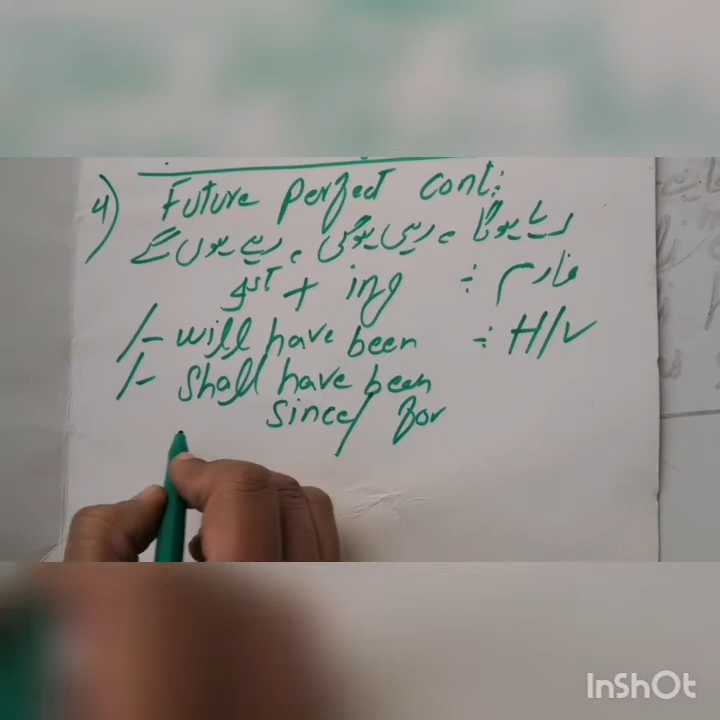 4) Future Perfect cont:
رہا ہوگا، رہی ہوگی، رہے ہوں گے
فارم :- 1st + ing
H/V :- will have been -/
shall have been -/
since/ for
InShOt